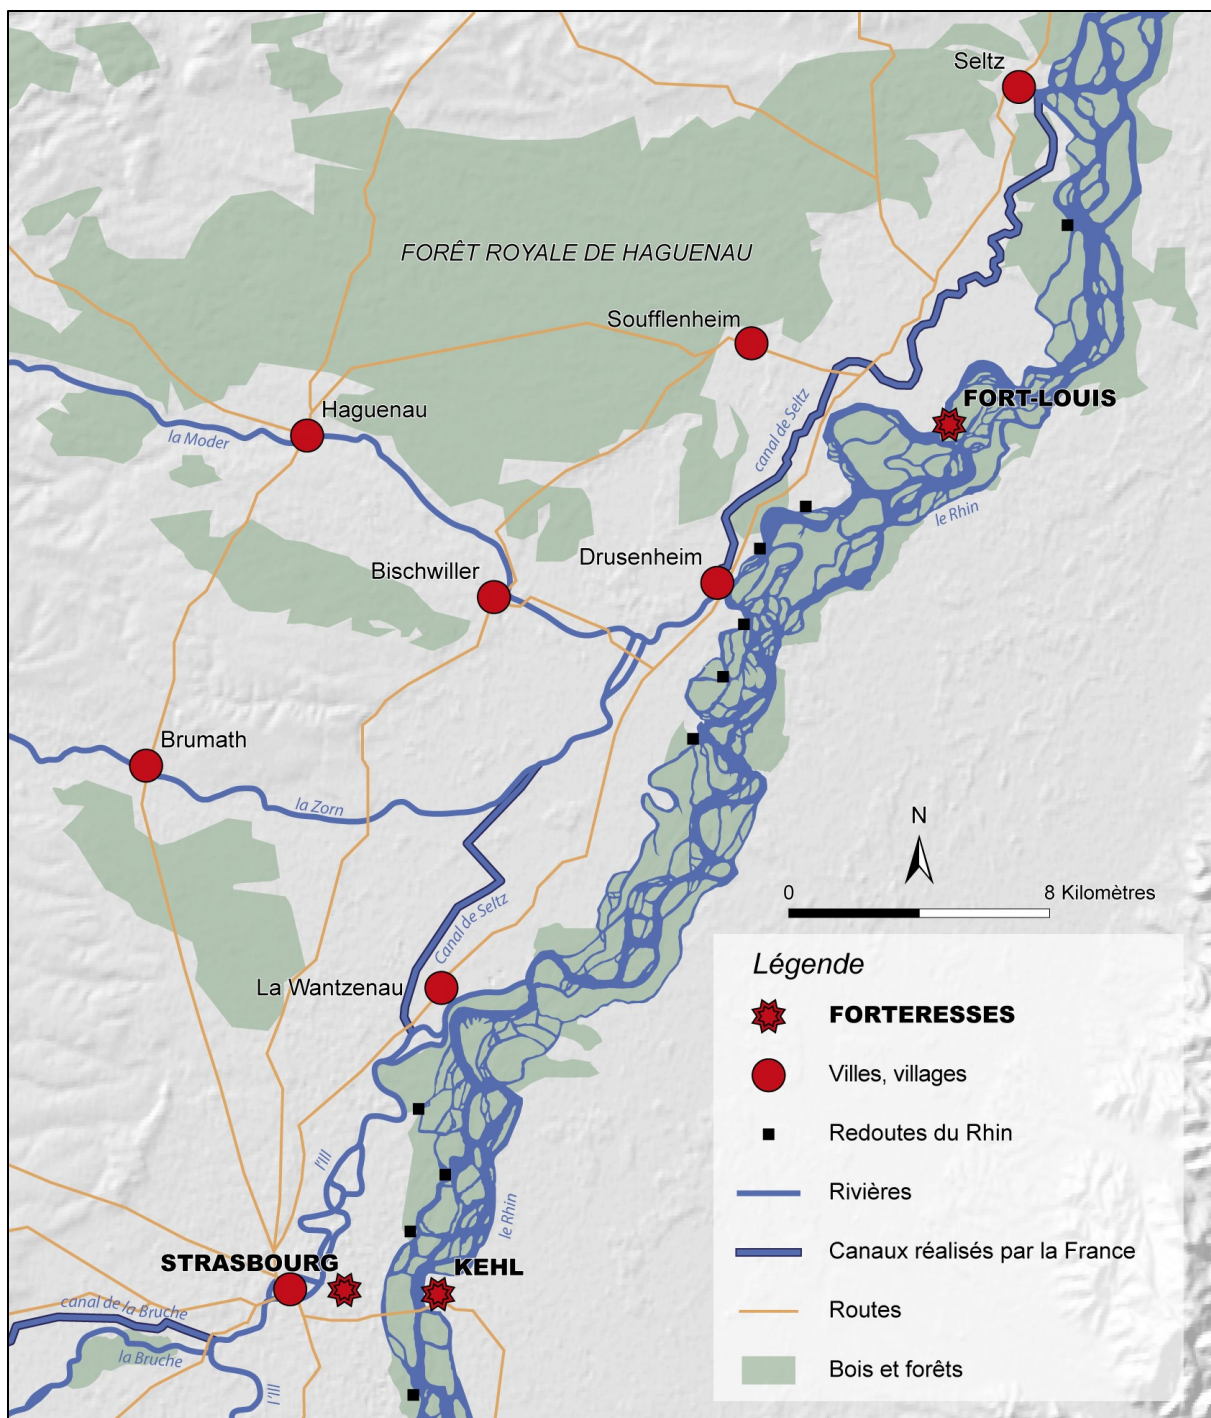 Seltz
FORÊT ROYALE DE HAGUENAU
Soufflenheim
FORT-LOUIS
Haguenau
la Moder
canal de Seltz
le Rhin
Drusenheim
Bischwiller
Brumath
la Zorn
N
0 8 Kilomètres
Canal de Seltz
La Wantzenau
Légende
FORTERESSES
Villes, villages
Redoutes du Rhin
Rivières
Canaux réalisés par la France
Routes
Bois et forêts
l'Ill
le Rhin
STRASBOURG
KEHL
canal de la Bruche
la Bruche
l'Ill